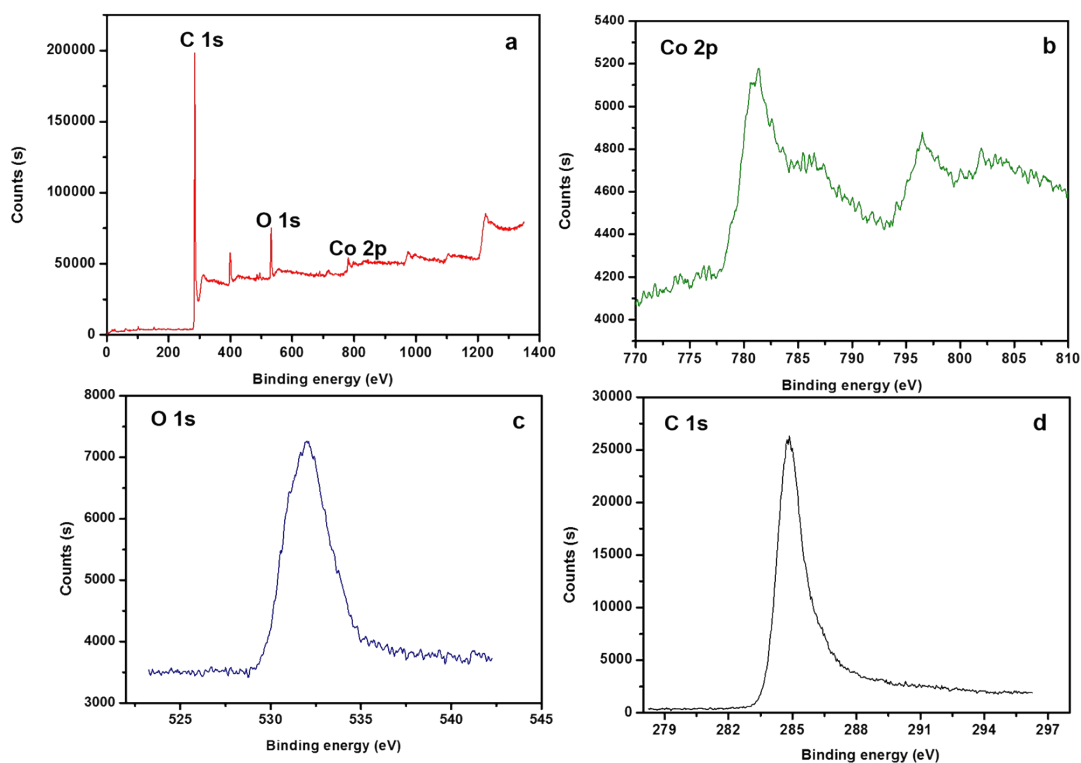 C 1s
a
200000
150000
100000
50000
0
O 1s
Co 2p
0 200 400 600 800 1000 1200 1400
Counts (s)
Binding energy (eV)
Co 2p
b
5400
5200
5000
4800
4600
4400
4200
4000
770 775 780 785 790 795 800 805 810
Counts (s)
Binding energy (eV)
O 1s
c
8000
7000
6000
5000
4000
3000
525 530 535 540 545
Counts (s)
Binding energy (eV)
C 1s
d
30000
25000
20000
15000
10000
5000
0
279 282 285 288 291 294 297
Counts (s)
Binding energy (eV)